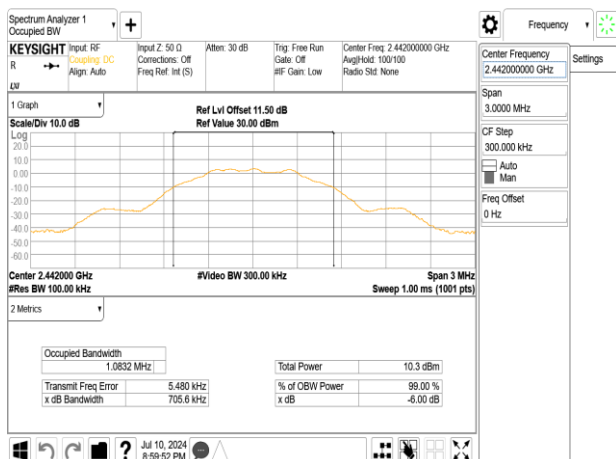 Spectrum Analyzer 1
Occupied BW
Frequency
KEYSIGHT
R
LXI
Input: RF
Coupling: DC
Align: Auto
Input Z: 50 Ω
Corrections: Off
Freq Ref: Int (S)
Atten: 30 dB
Trig: Free Run
Gate: Off
#IF Gain: Low
Center Freq: 2.442000000 GHz
Avg|Hold: 100/100
Radio Std: None
Center Frequency
2.442000000 GHz
Settings
Span
3.0000 MHz
CF Step
300.000 kHz
Auto
Man
Freq Offset
0 Hz
1 Graph
Scale/Div 10.0 dB
Ref Lvl Offset 11.50 dB
Ref Value 30.00 dBm
Log
20.0
10.0
0.00
-10.0
-20.0
-30.0
-40.0
-50.0
-60.0
Center 2.442000 GHz
#Res BW 100.00 kHz
#Video BW 300.00 kHz
Span 3 MHz
Sweep 1.00 ms (1001 pts)
2 Metrics
Occupied Bandwidth
1.0832 MHz
Total Power 10.3 dBm
Transmit Freq Error 5.480 kHz
% of OBW Power 99.00 %
x dB Bandwidth 705.6 kHz
x dB -6.00 dB
?
Jul 10, 2024
8:59:52 PM